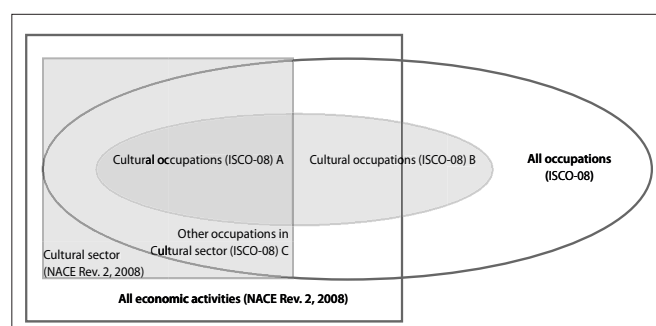 Cultural occupations (ISCO-08) A
Cultural occupations (ISCO-08) B
All occupations
(ISCO-08)
Other occupations in
Cultural sector (ISCO-08) C
Cultural sector
(NACE Rev. 2, 2008)
All economic activities (NACE Rev. 2, 2008)